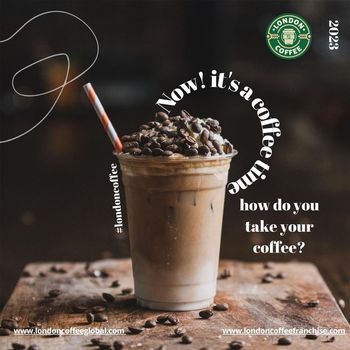 LONDON
COFFEE
2023
Now! it's a coffee time
#londoncoffee
how do you
take your
coffee?
www.londoncoffeeglobal.com
www.londoncoffeefranchise.com